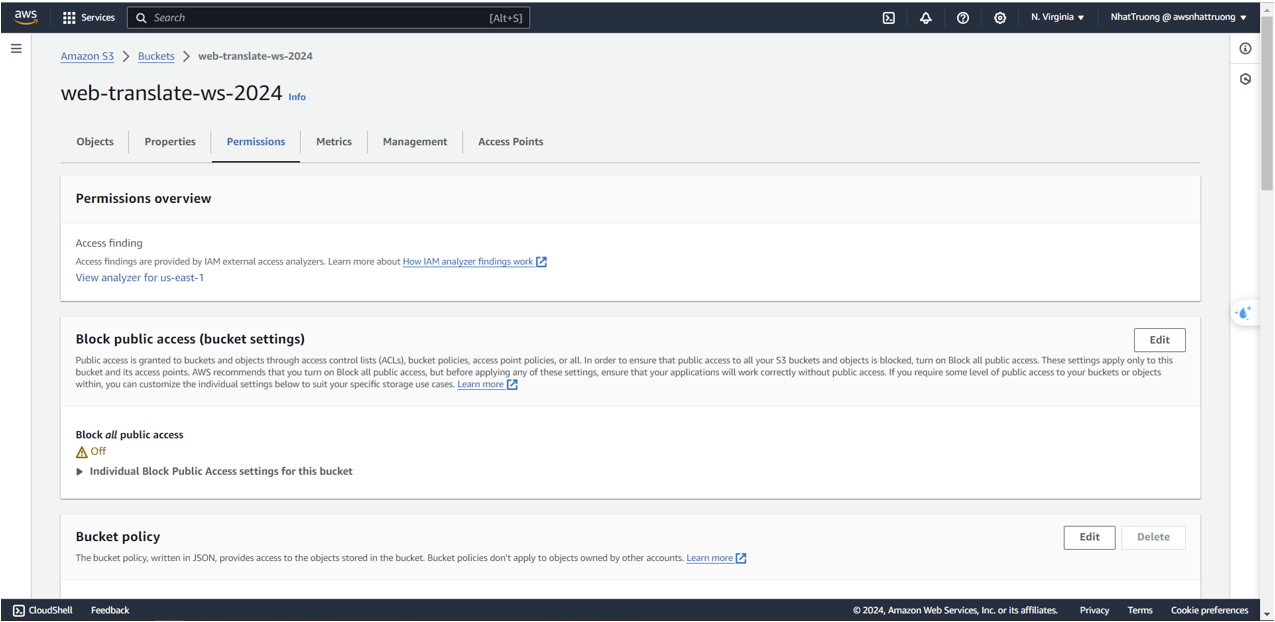 aws
Services
Search
[Alt+S]
N. Virginia
NhatTruong @ awsnhattruong
Amazon S3
Buckets
web-translate-ws-2024
web-translate-ws-2024 Info
Objects
Properties
Permissions
Metrics
Management
Access Points
Permissions overview
Access finding
Access findings are provided by IAM external access analyzers. Learn more about How IAM analyzer findings work
View analyzer for us-east-1
Block public access (bucket settings)
Edit
Public access is granted to buckets and objects through access control lists (ACLs), bucket policies, access point policies, or all. In order to ensure that public access to all your S3 buckets and objects is blocked, turn on Block all public access. These settings apply only to this
bucket and its access points. AWS recommends that you turn on Block all public access, but before applying any of these settings, ensure that your applications will work correctly without public access. If you require some level of public access to your buckets or objects
within, you can customize the individual settings below to suit your specific storage use cases. Learn more
Block all public access
Off
Individual Block Public Access settings for this bucket
Bucket policy
Edit
Delete
The bucket policy, written in JSON, provides access to the objects stored in the bucket. Bucket policies don't apply to objects owned by other accounts. Learn more
CloudShell
Feedback
© 2024, Amazon Web Services, Inc. or its affiliates.
Privacy
Terms
Cookie preferences